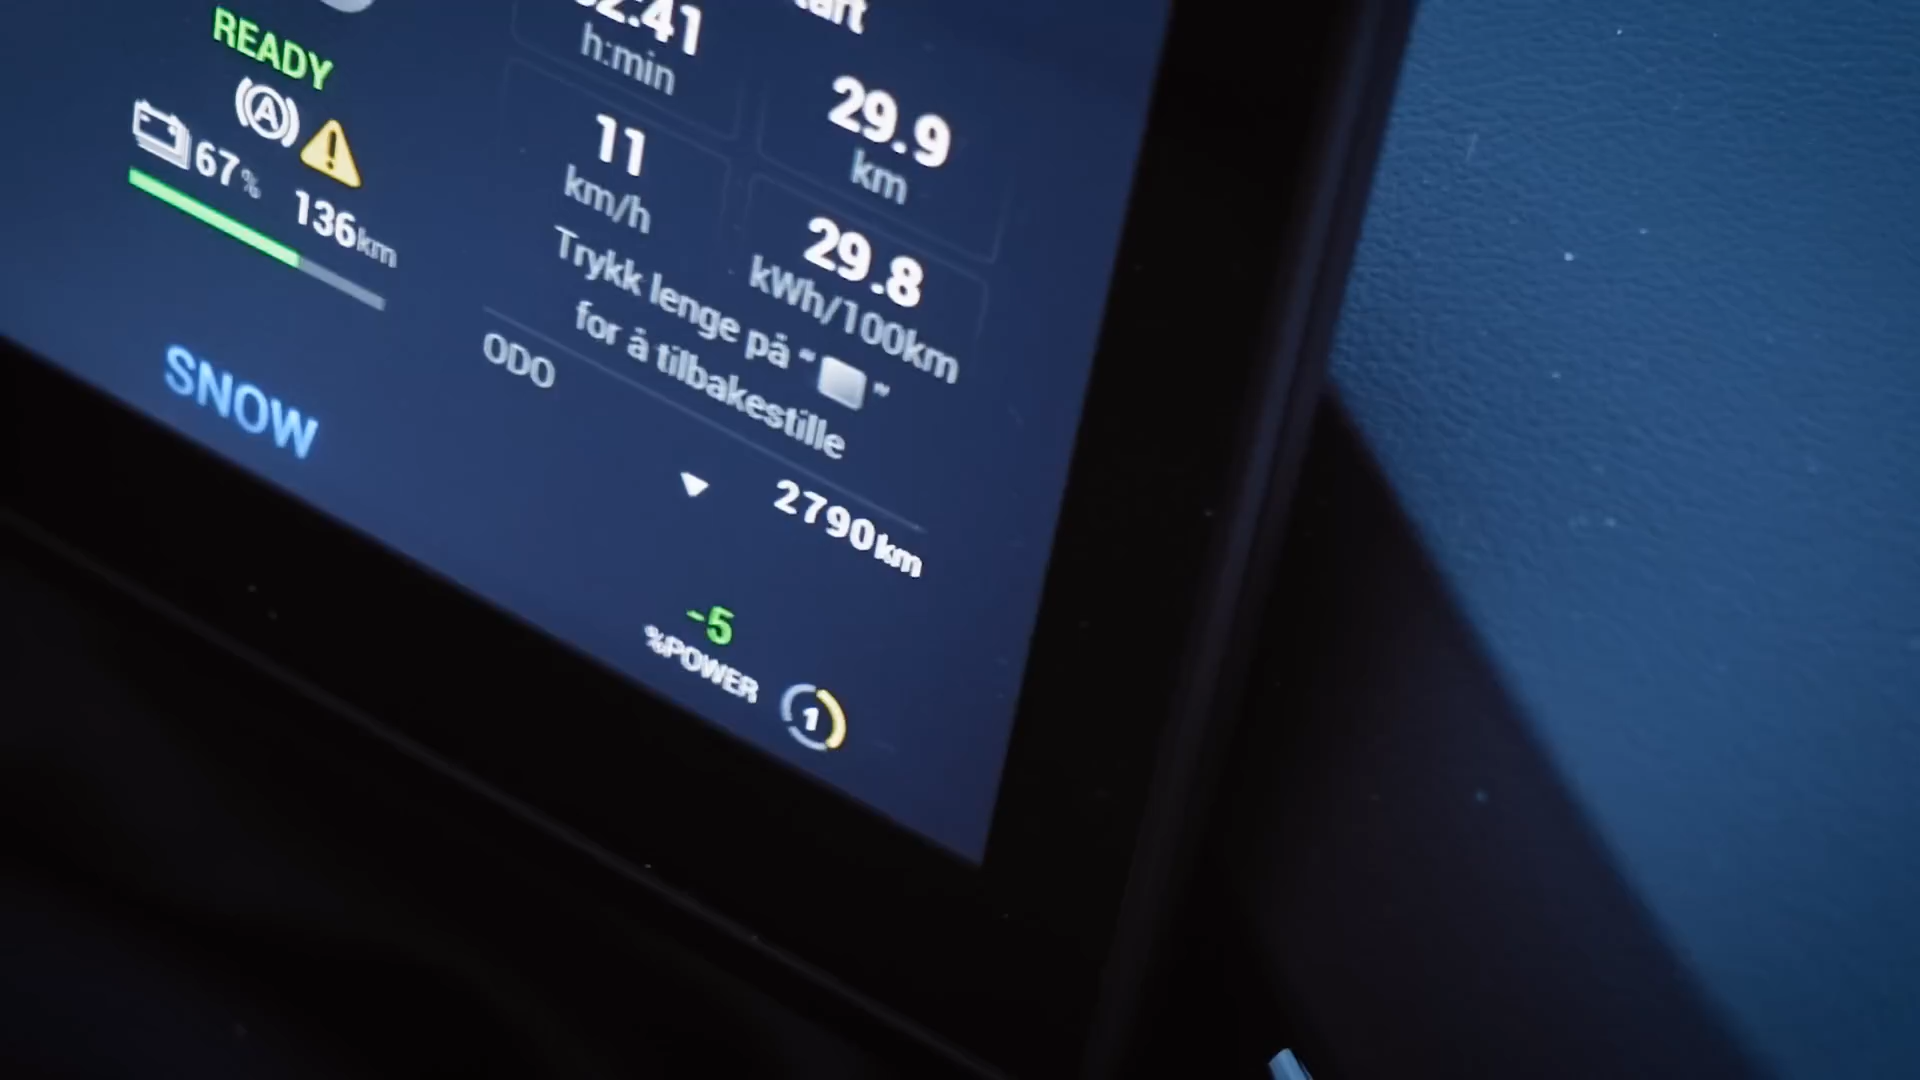 READY
67%
136km
SNOW
h:min
11
km/h
29.9
km
29.8
kWh/100km
Trykk lenge på " "
for å tilbakestille
ODO
2790km
-5
%POWER
1